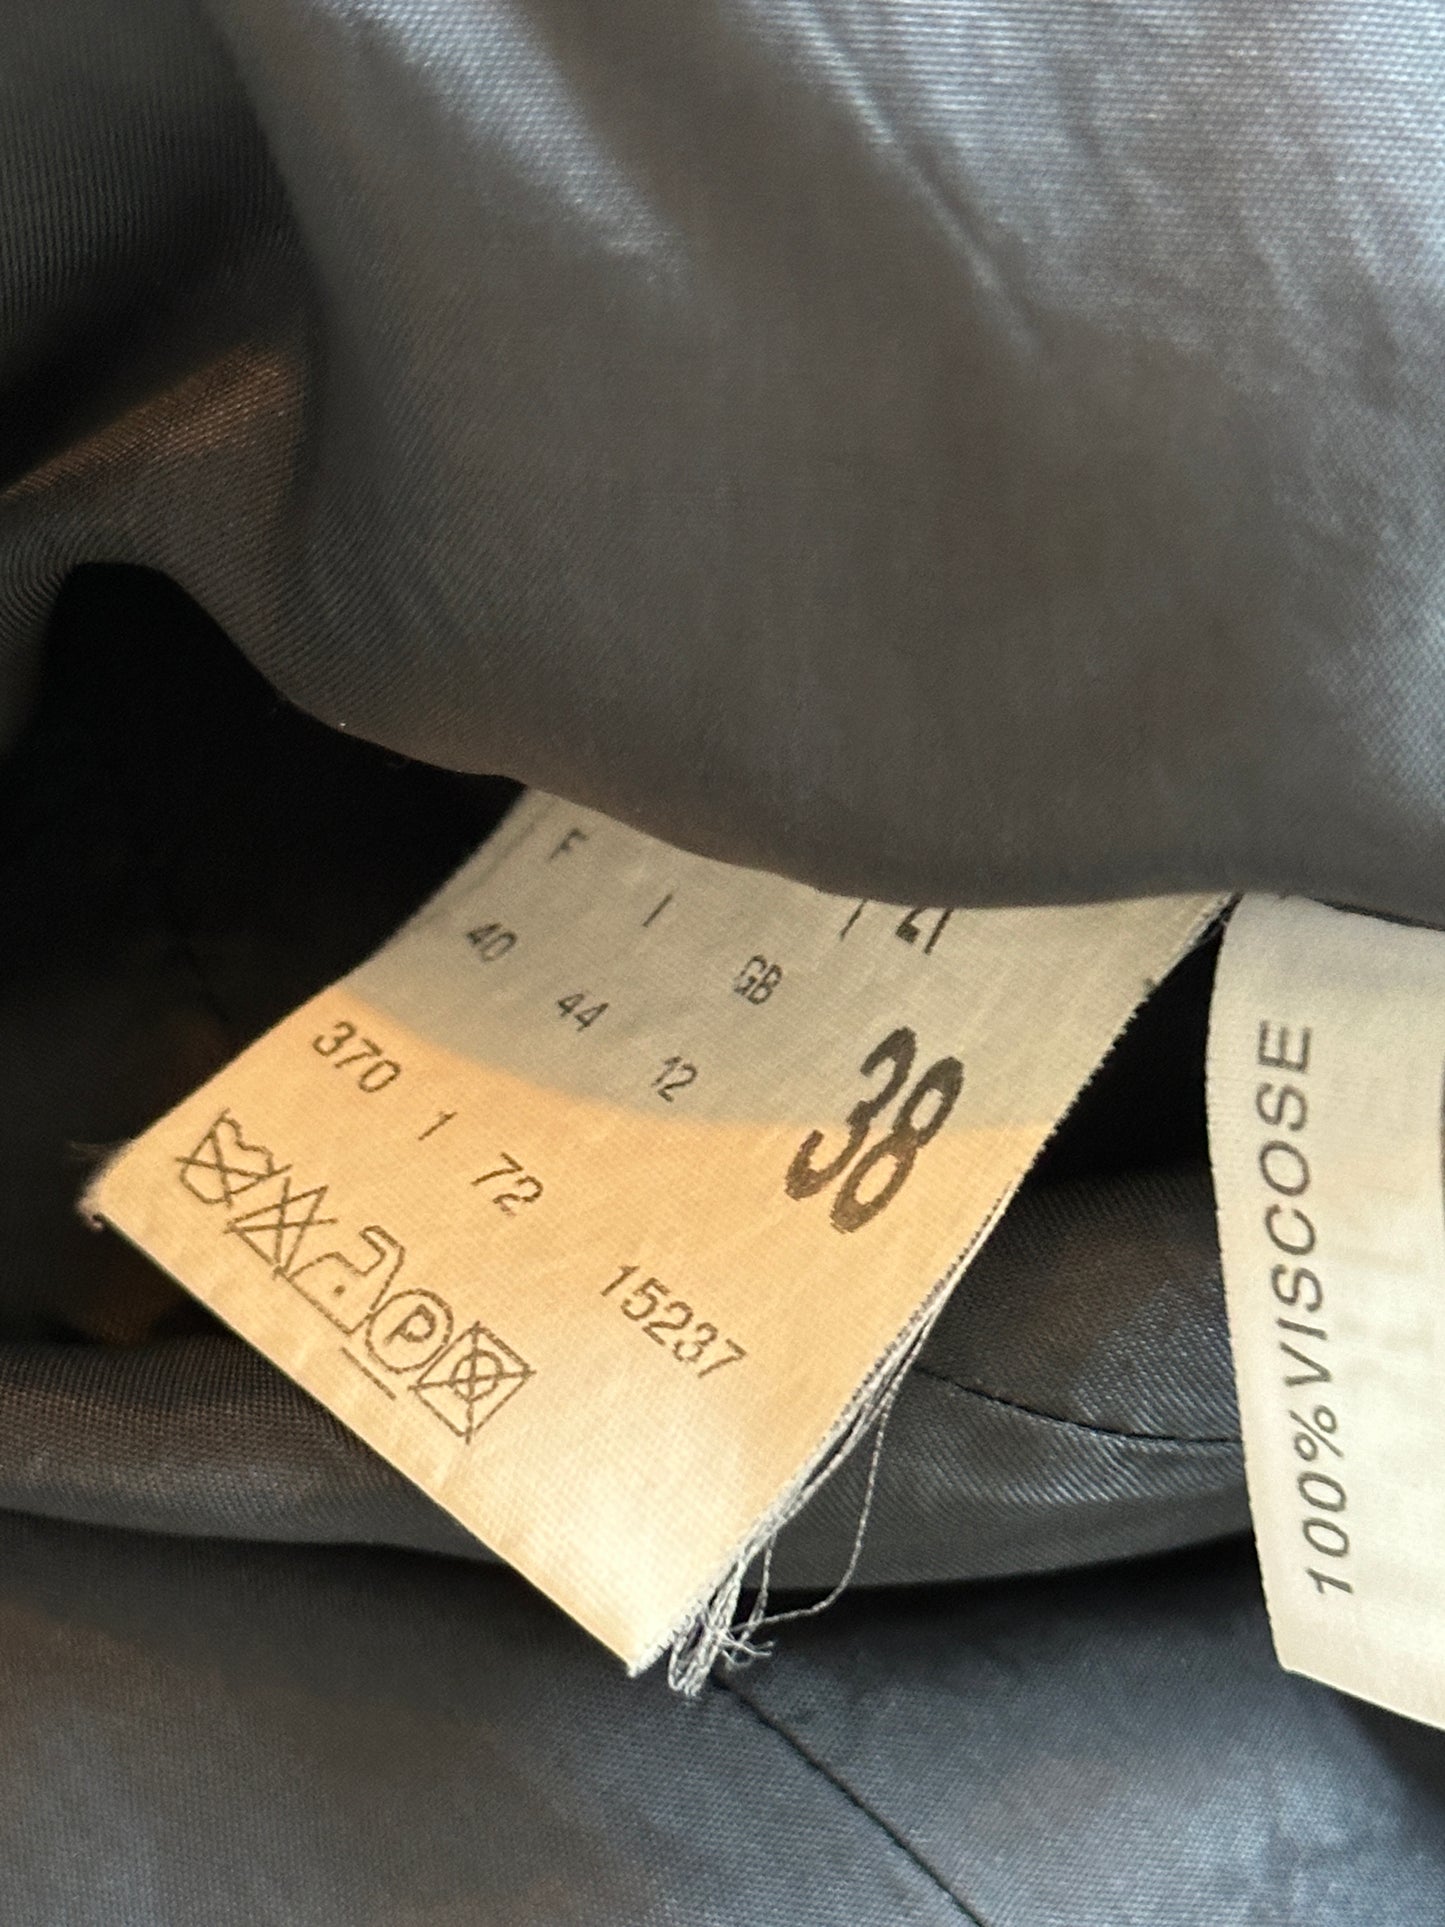 F I GB
40 44 12
38
370 1 72 15237
P
100% VISCOSE